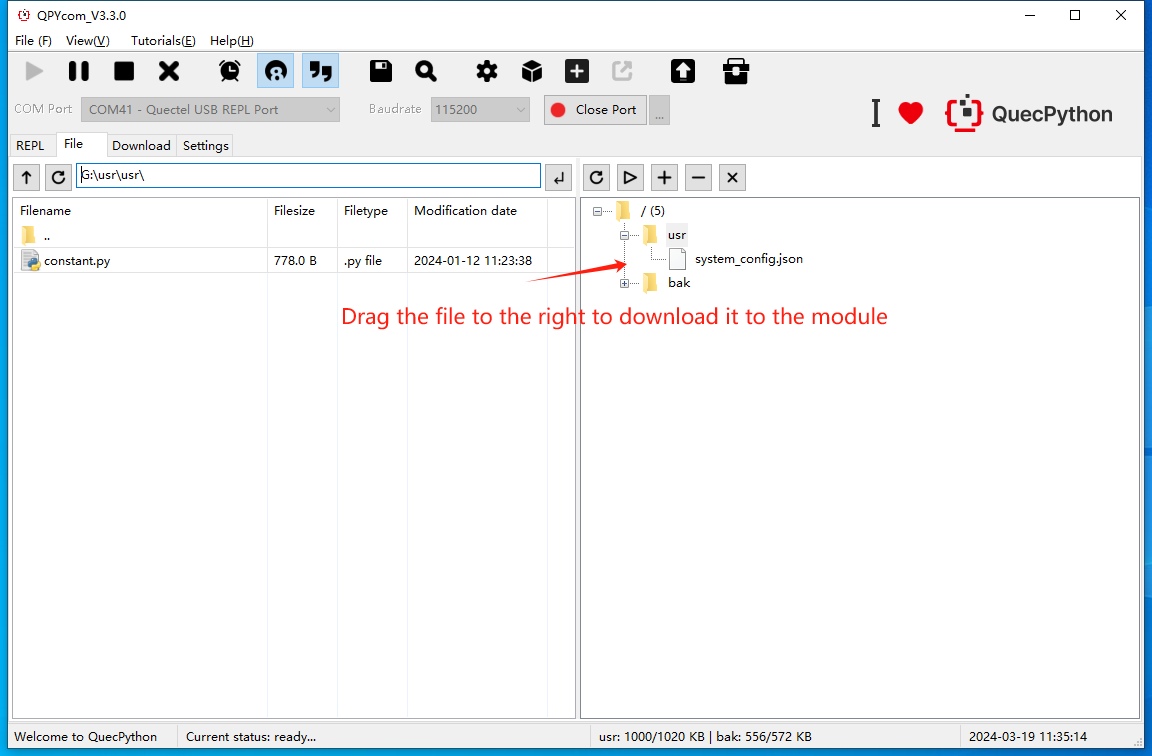 QPYcom_V3.3.0
File (F) View(V) Tutorials(E) Help(H)
COM Port COM41 - Quectel USB REPL Port Baudrate 115200 Close Port ...
I QuecPython
REPL File Download Settings
G:\usr\usr\
Filename Filesize Filetype Modification date
..
constant.py 778.0 B .py file 2024-01-12 11:23:38
/ (5)
usr
system_config.json
bak
Drag the file to the right to download it to the module
Welcome to QuecPython Current status: ready... usr: 1000/1020 KB | bak: 556/572 KB 2024-03-19 11:35:14